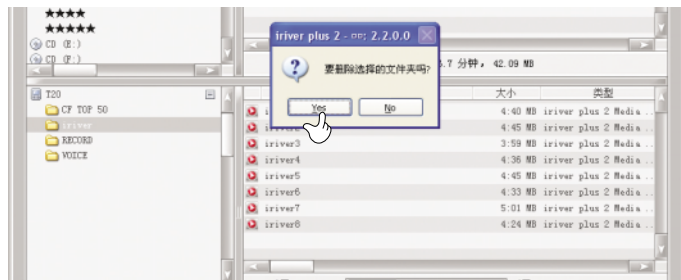 ★★★★
★★★★★
CD (E:)
CD (F:)
iriver plus 2 - 버전: 2.2.0.0
要删除选择的文件夹吗?
Yes
No
.7 分钟, 42.09 MB
T20
CF TOP 50
iriver
RECORD
VOICE
大小
类型
4:40 MB iriver plus 2 Media ...
4:45 MB iriver plus 2 Media ...
iriver3 3:59 MB iriver plus 2 Media ...
iriver4 4:36 MB iriver plus 2 Media ...
iriver5 4:45 MB iriver plus 2 Media ...
iriver6 4:33 MB iriver plus 2 Media ...
iriver7 5:01 MB iriver plus 2 Media ...
iriver8 4:24 MB iriver plus 2 Media ...